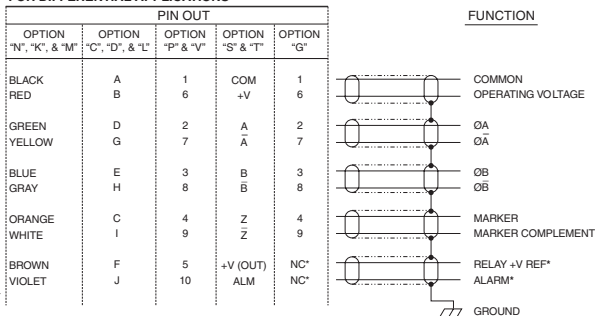 PIN OUT FUNCTION
OPTION OPTION OPTION OPTION OPTION
"N", "K", & "M" "C", "D", & "L" "P" & "V" "S" & "T" "G"
BLACK A 1 COM 1 COMMON
RED B 6 +V 6 OPERATING VOLTAGE
GREEN D 2 A 2 ØA
YELLOW G 7 A̅ 7 ØA̅
BLUE E 3 B 3 ØB
GRAY H 8 B̅ 8 ØB̅
ORANGE C 4 Z 4 MARKER
WHITE I 9 Z̅ 9 MARKER COMPLEMENT
BROWN F 5 +V (OUT) NC* RELAY +V REF*
VIOLET J 10 ALM NC* ALARM*
GROUND